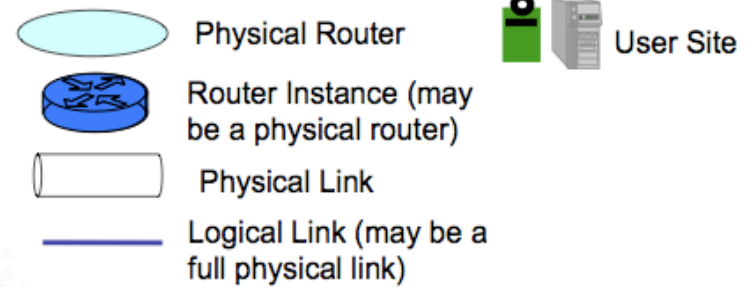 Physical Router
User Site
Router Instance (may
be a physical router)
Physical Link
Logical Link (may be a
full physical link)